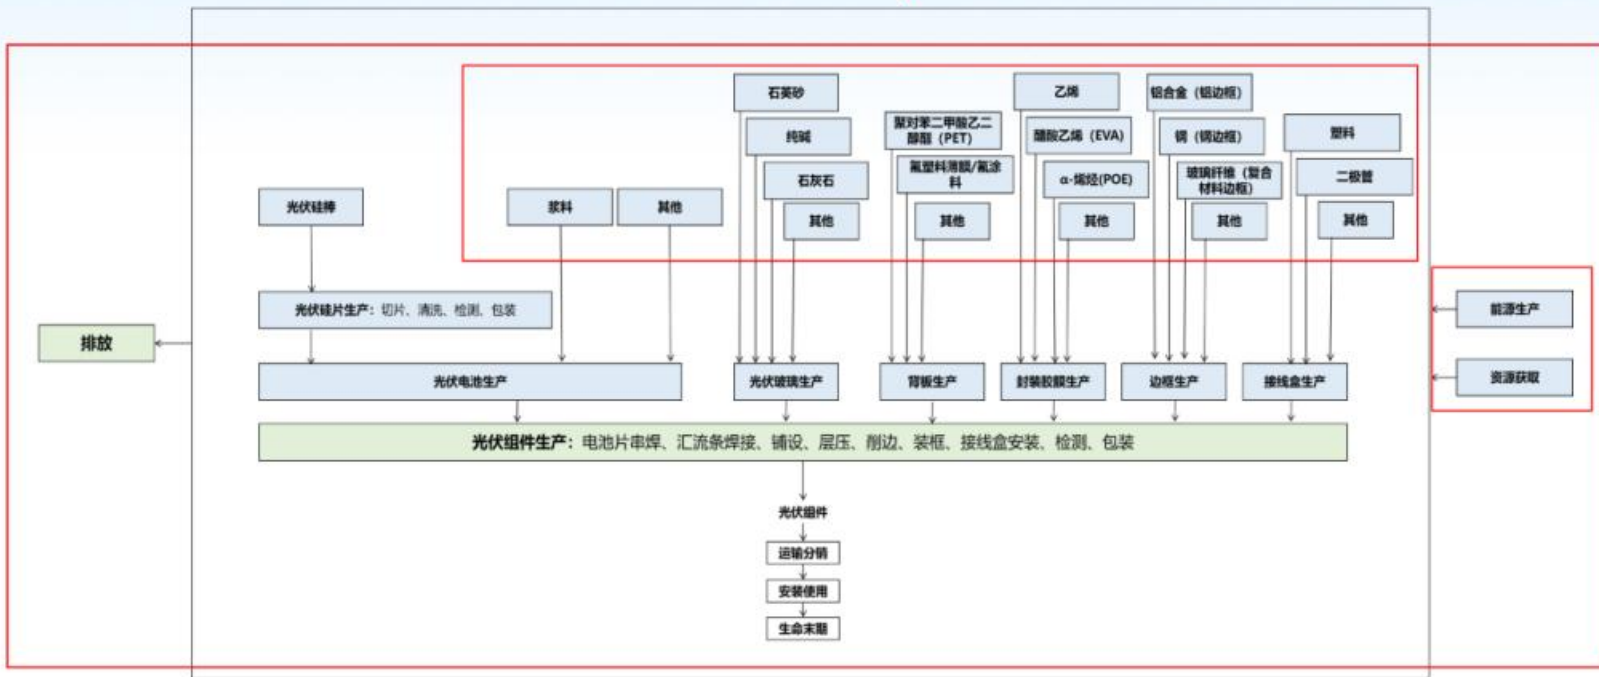 石英砂
乙烯
铝合金（铝边框）
聚对苯二甲酸乙二
醇酯（PET）
纯碱
醋酸乙烯（EVA）
钢（钢边框）
塑料
石灰石
氟塑料薄膜/氟涂
料
α-烯烃(POE)
玻璃纤维（复合
材料边框）
二极管
光伏硅棒
浆料
其他
其他
其他
其他
其他
其他
光伏硅片生产：切片、清洗、检测、包装
能源生产
排放
光伏电池生产
光伏玻璃生产
背板生产
封装胶膜生产
边框生产
接线盒生产
资源获取
光伏组件生产：电池片串焊、汇流条焊接、铺设、层压、削边、装框、接线盒安装、检测、包装
光伏组件
运输分销
安装使用
生命末期